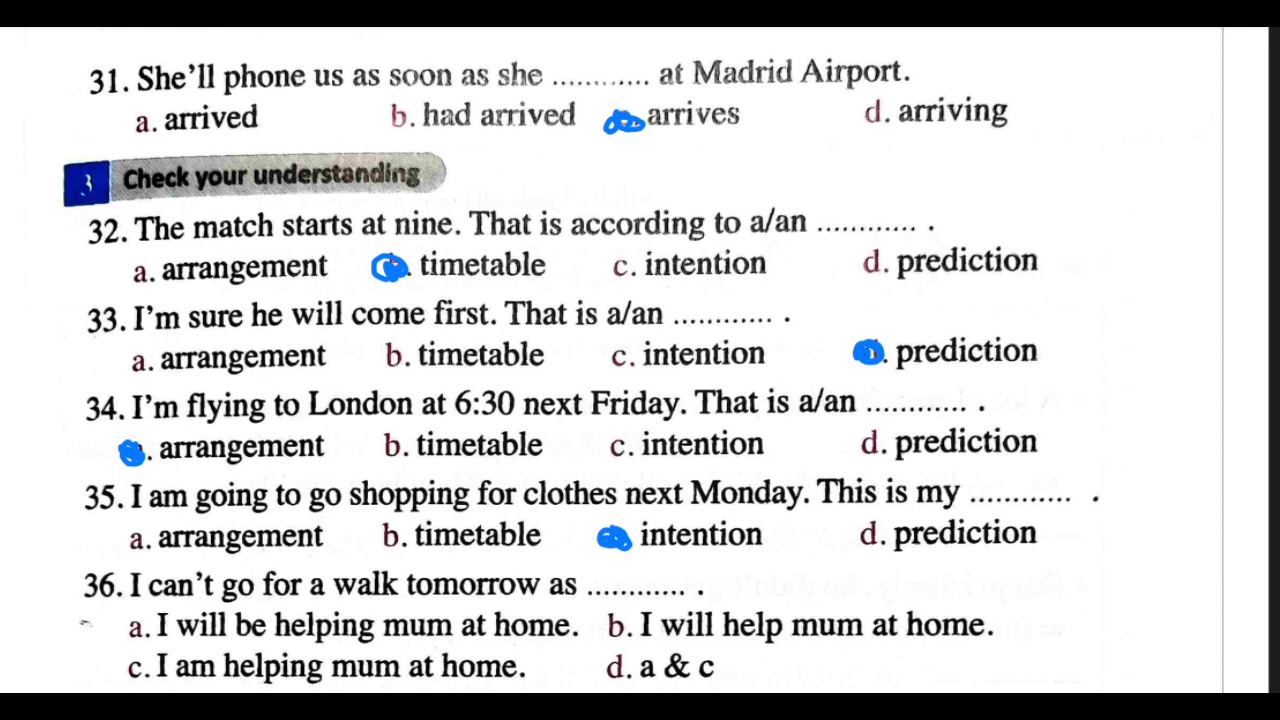 31. She'll phone us as soon as she ............ at Madrid Airport.
a. arrived b. had arrived arrives d. arriving
3 Check your understanding
32. The match starts at nine. That is according to a/an ............ .
a. arrangement timetable c. intention d. prediction
33. I'm sure he will come first. That is a/an ............ .
a. arrangement b. timetable c. intention prediction
34. I'm flying to London at 6:30 next Friday. That is a/an ............ .
arrangement b. timetable c. intention d. prediction
35. I am going to go shopping for clothes next Monday. This is my ............ .
a. arrangement b. timetable intention d. prediction
36. I can't go for a walk tomorrow as ............ .
a. I will be helping mum at home. b. I will help mum at home.
c. I am helping mum at home. d. a & c